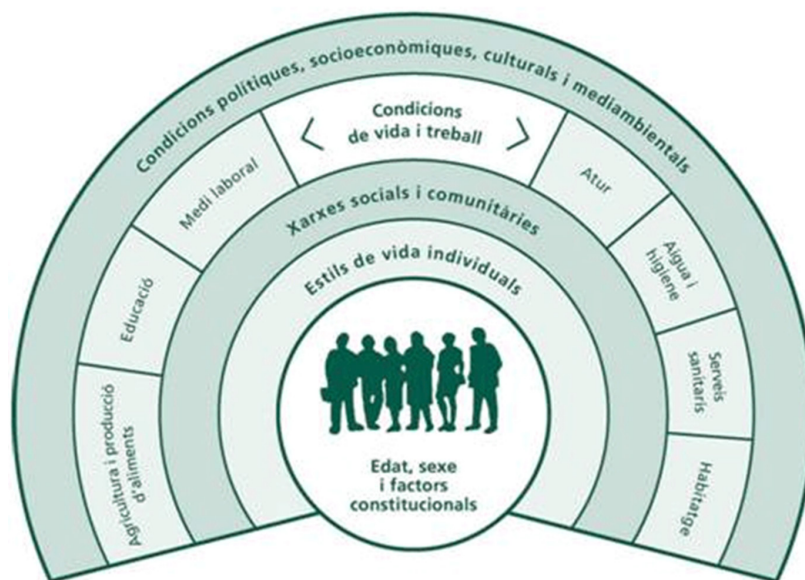 Condicions polítiques, socioeconòmiques, culturals i mediambientals
Condicions
de vida i treball
Medi laboral
Educació
Agricultura i producció
d'aliments
Atur
Aigua i
higiene
Serveis
sanitaris
Habitatge
Xarxes socials i comunitàries
Estils de vida individuals
Edat, sexe
i factors
constitucionals